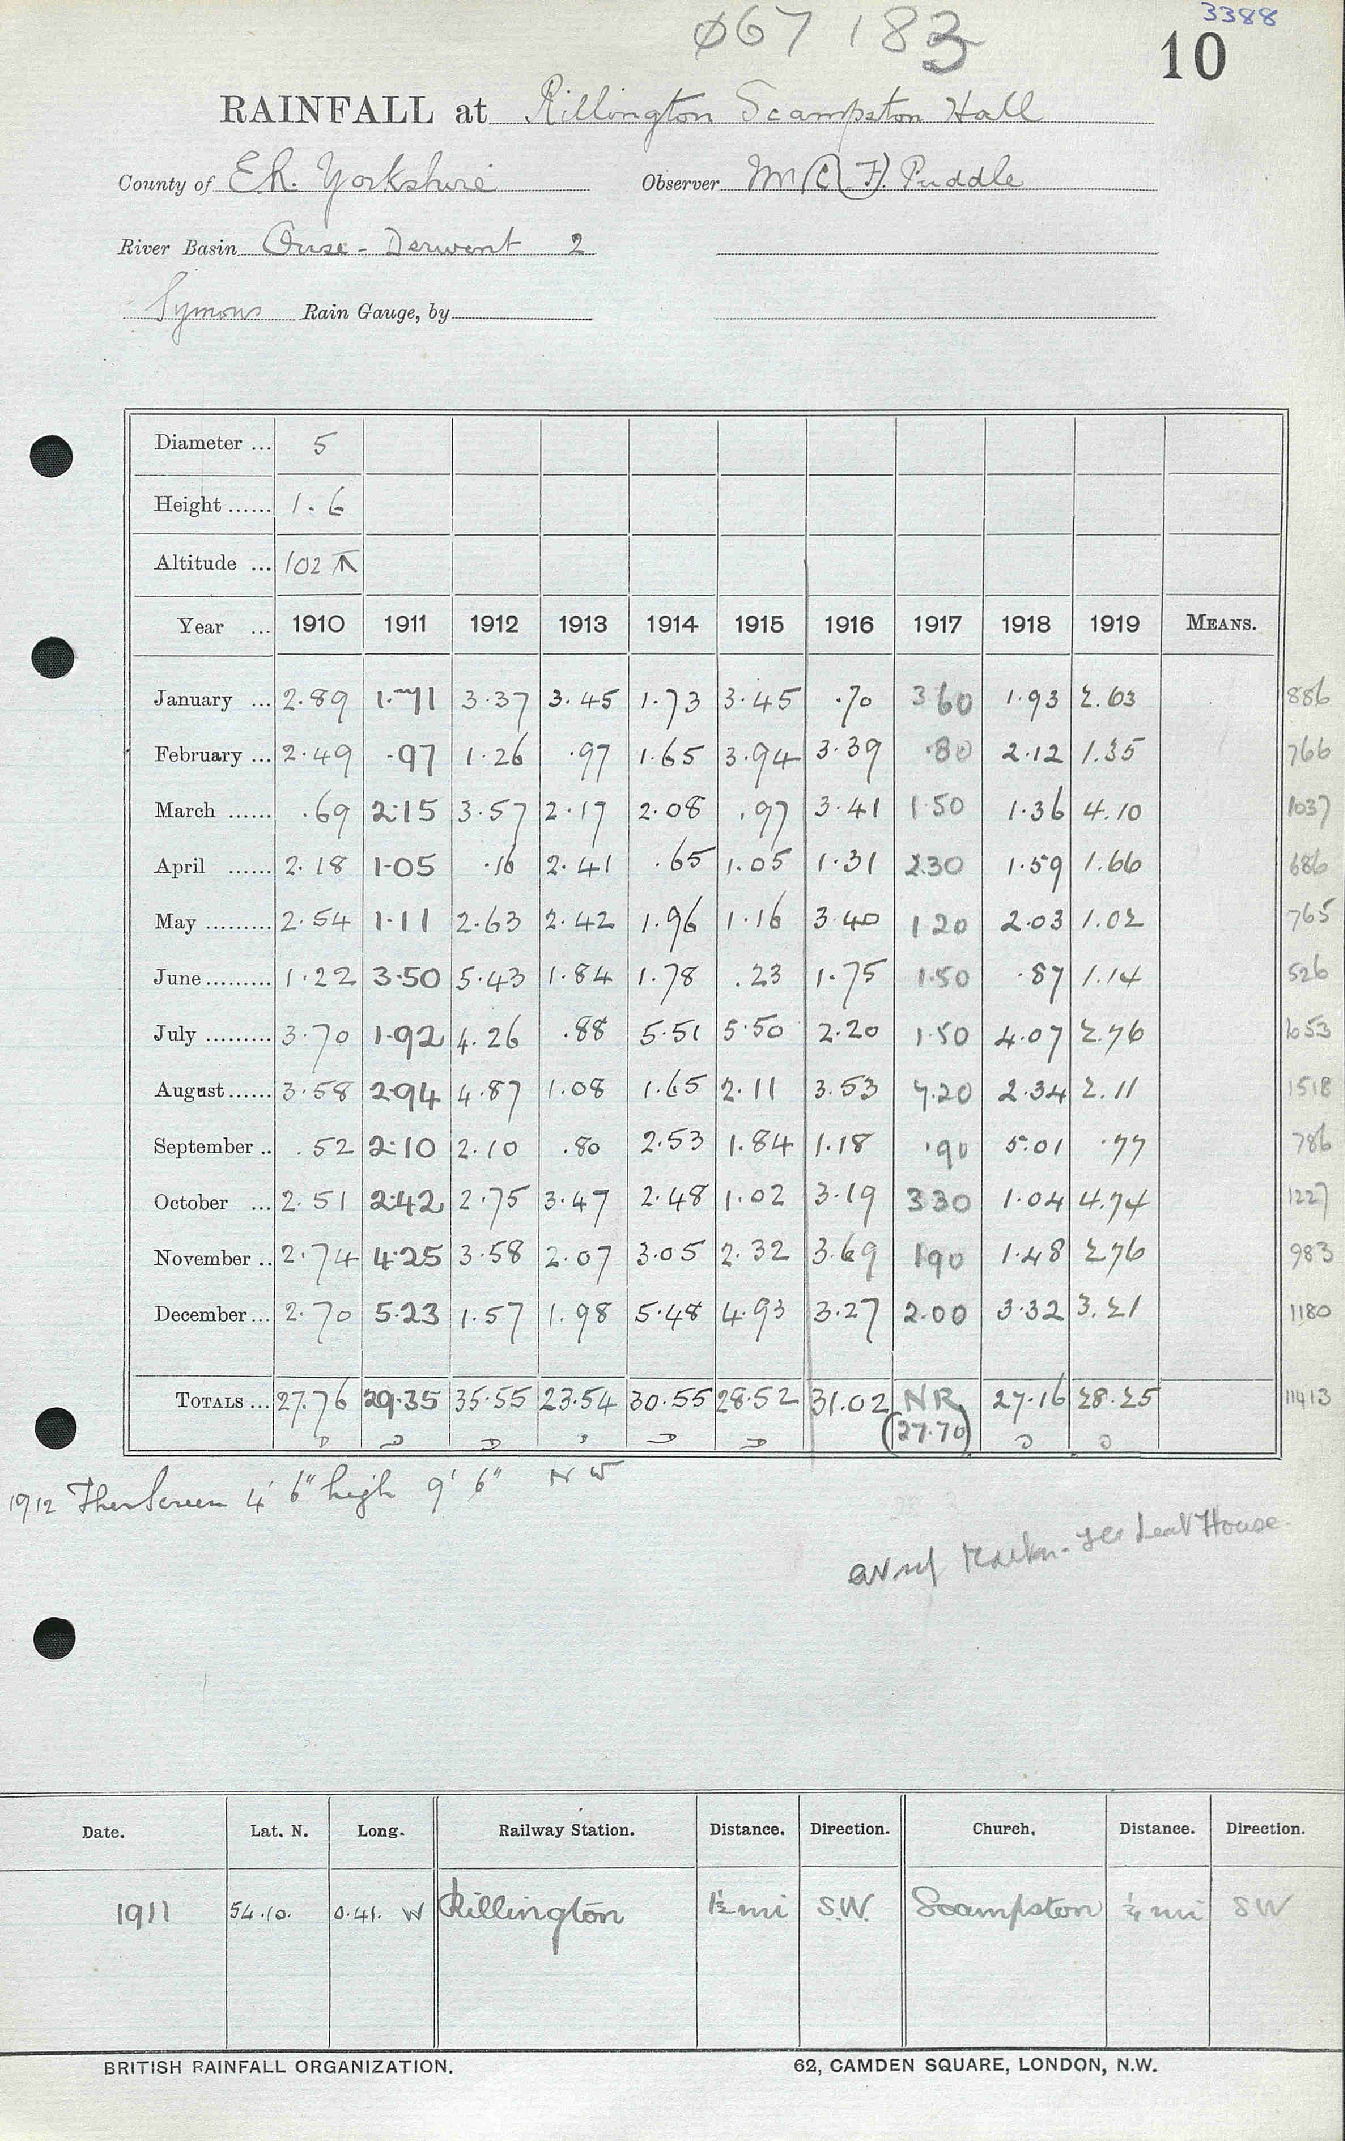 3388
067 183
10
RAINFALL at Rillington Scampston Hall
County of E.R. Yorkshire Observer Mr (C F). Puddle
River Basin Ouse - Derwent 2
Symons Rain Gauge, by
Diameter ... 5
Height ...... 1.6
Altitude ... 102
Year ... 1910 1911 1912 1913 1914 1915 1916 1917 1918 1919 MEANS.
January ... 2.89 1.71 3.37 3.45 1.73 3.45 .70 3 60 1.93 2.63 886
February ... 2.49 .97 1.26 .97 1.65 3.94 3.39 .80 2.12 1.35 766
March ...... .69 2.15 3.57 2.17 2.08 .97 3.41 1.50 1.36 4.10 1037
April ...... 2.18 1.05 .16 2.41 .65 1.05 1.31 2.30 1.59 1.66 686
May ......... 2.54 1.11 2.63 2.42 1.96 1.16 3.40 1 20 2.03 1.02 765
June ......... 1.22 3.50 5.43 1.84 1.78 .23 1.75 1.50 .87 1.14 526
July ......... 3.70 1.92 4.26 .88 5.51 5.50 2.20 1.50 4.07 2.76 1053
August ...... 3.58 2.94 4.87 1.08 1.65 2.11 3.53 7.20 2.34 2.11 1518
September .. .52 2.10 2.10 .80 2.53 1.84 1.18 .90 5.01 .77 786
October ... 2.51 2.42 2.75 3.47 2.48 1.02 3.19 3 30 1.04 4.74 1227
November .. 2.74 4.25 3.58 2.07 3.05 2.32 3.69 1 90 1.48 2.76 983
December ... 2.70 5.23 1.57 1.98 5.48 4.93 3.27 2.00 3.32 3.21 1180
TOTALS ... 27.76 29.35 35.55 23.54 30.55 28.52 31.02 NR 27.16 28.25 11413
(27.70)
1912 Ther Screen 4' 6" high 9' 6" NW
House
Date. Lat. N. Long. Railway Station. Distance. Direction. Church. Distance. Direction.
1911 54.10. 0.41. W Rillington 1½ mi S.W. Scampston ¼ mi SW
BRITISH RAINFALL ORGANIZATION. 62, CAMDEN SQUARE, LONDON, N.W.